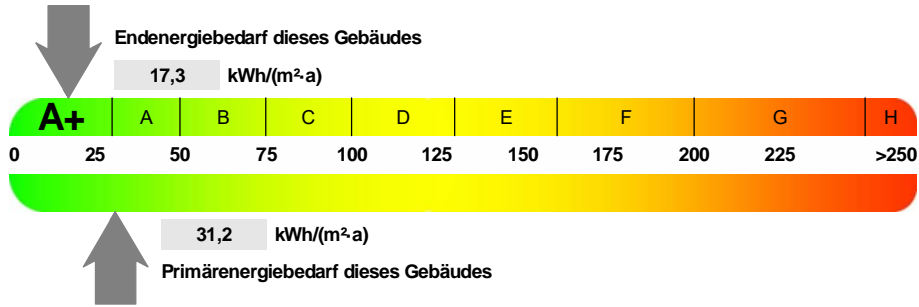 Endenergiebedarf dieses Gebäudes
17,3 kWh/(m²·a)
A+ A B C D E F G H
0 25 50 75 100 125 150 175 200 225 >250
31,2 kWh/(m²·a)
Primärenergiebedarf dieses Gebäudes